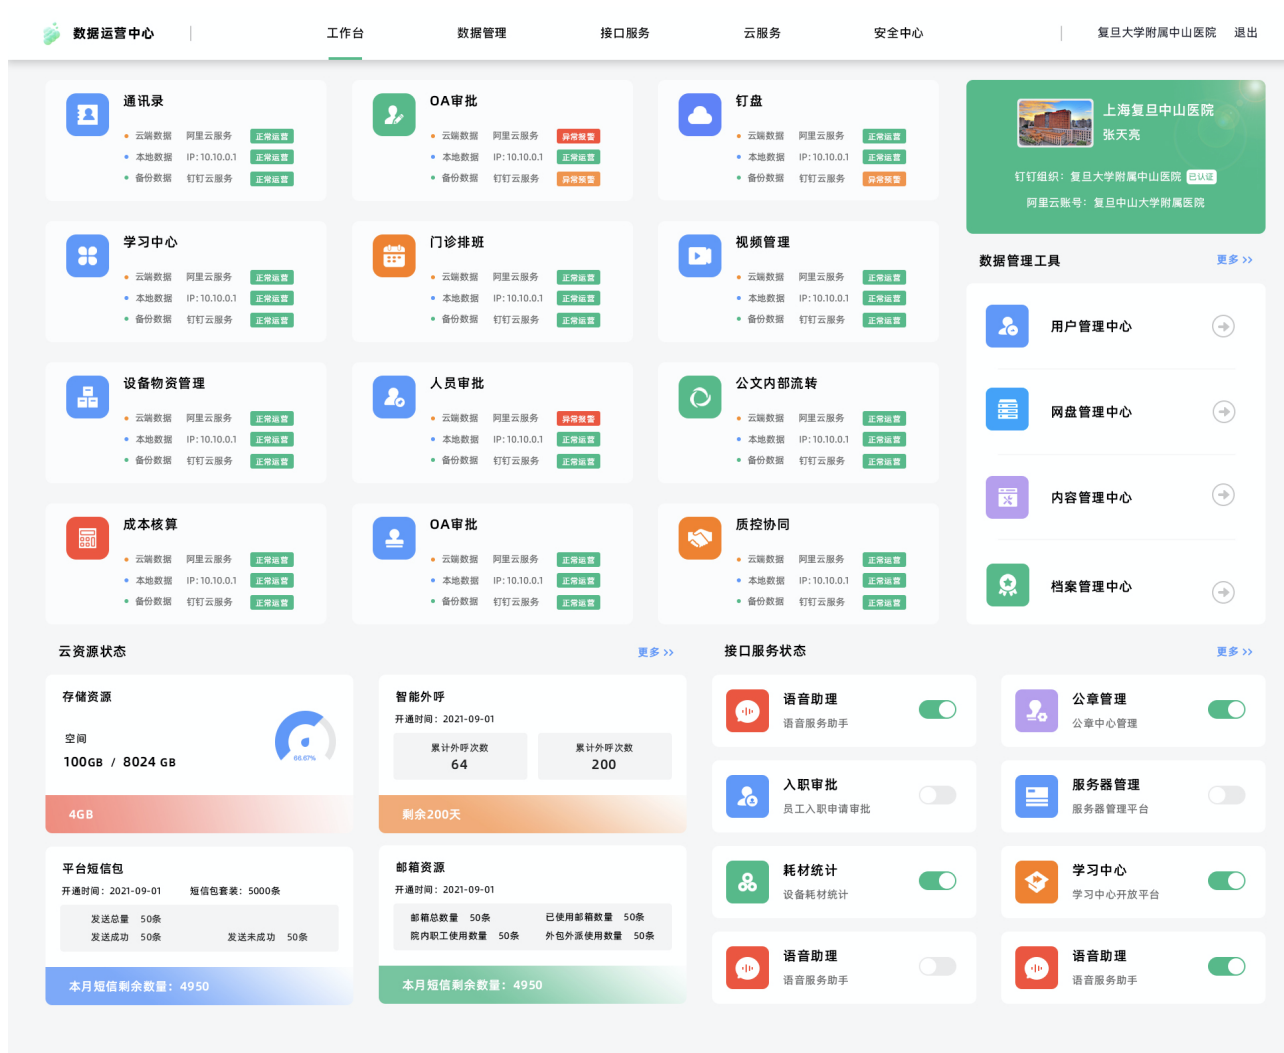 数据运营中心
工作台 数据管理 接口服务 云服务 安全中心
复旦大学附属中山医院 退出
通讯录
云端数据 阿里云服务 正常运营
本地数据 IP:10.10.0.1 正常运营
备份数据 钉钉云服务 正常运营
OA审批
云端数据 阿里云服务 异常报警
本地数据 IP:10.10.0.1 正常运营
备份数据 钉钉云服务 异常预警
钉盘
云端数据 阿里云服务 正常运营
本地数据 IP:10.10.0.1 正常运营
备份数据 钉钉云服务 异常预警
学习中心
云端数据 阿里云服务 正常运营
本地数据 IP:10.10.0.1 正常运营
备份数据 钉钉云服务 正常运营
门诊排班
云端数据 阿里云服务 正常运营
本地数据 IP:10.10.0.1 正常运营
备份数据 钉钉云服务 正常运营
视频管理
云端数据 阿里云服务 正常运营
本地数据 IP:10.10.0.1 正常运营
备份数据 钉钉云服务 正常运营
设备物资管理
云端数据 阿里云服务 正常运营
本地数据 IP:10.10.0.1 正常运营
备份数据 钉钉云服务 正常运营
人员审批
云端数据 阿里云服务 异常报警
本地数据 IP:10.10.0.1 正常运营
备份数据 钉钉云服务 正常运营
公文内部流转
云端数据 阿里云服务 正常运营
本地数据 IP:10.10.0.1 正常运营
备份数据 钉钉云服务 正常运营
成本核算
云端数据 阿里云服务 正常运营
本地数据 IP:10.10.0.1 正常运营
备份数据 钉钉云服务 正常运营
OA审批
云端数据 阿里云服务 正常运营
本地数据 IP:10.10.0.1 正常运营
备份数据 钉钉云服务 正常运营
质控协同
云端数据 阿里云服务 正常运营
本地数据 IP:10.10.0.1 正常运营
备份数据 钉钉云服务 正常运营
上海复旦中山医院
张天亮
钉钉组织：复旦大学附属中山医院 已认证
阿里云账号：复旦中山大学附属医院
数据管理工具 更多 >>
用户管理中心
网盘管理中心
内容管理中心
档案管理中心
云资源状态 更多 >>
存储资源
空间
100GB / 8024 GB
66.67%
4GB
智能外呼
开通时间：2021-09-01
累计外呼次数 累计外呼次数
64 200
剩余200天
平台短信包
开通时间：2021-09-01 短信包套装：5000条
发送总量 50条
发送成功 50条 发送未成功 50条
本月短信剩余数量：4950
邮箱资源
开通时间：2021-09-01
邮箱总数量 50条 已使用邮箱数量 50条
院内职工使用数量 50条 外包外派使用数量 50条
本月短信剩余数量：4950
接口服务状态 更多 >>
语音助理
语音服务助手
公章管理
公章中心管理
入职审批
员工入职申请审批
服务器管理
服务器管理平台
耗材统计
设备耗材统计
学习中心
学习中心开放平台
语音助理
语音服务助手
语音助理
语音服务助手